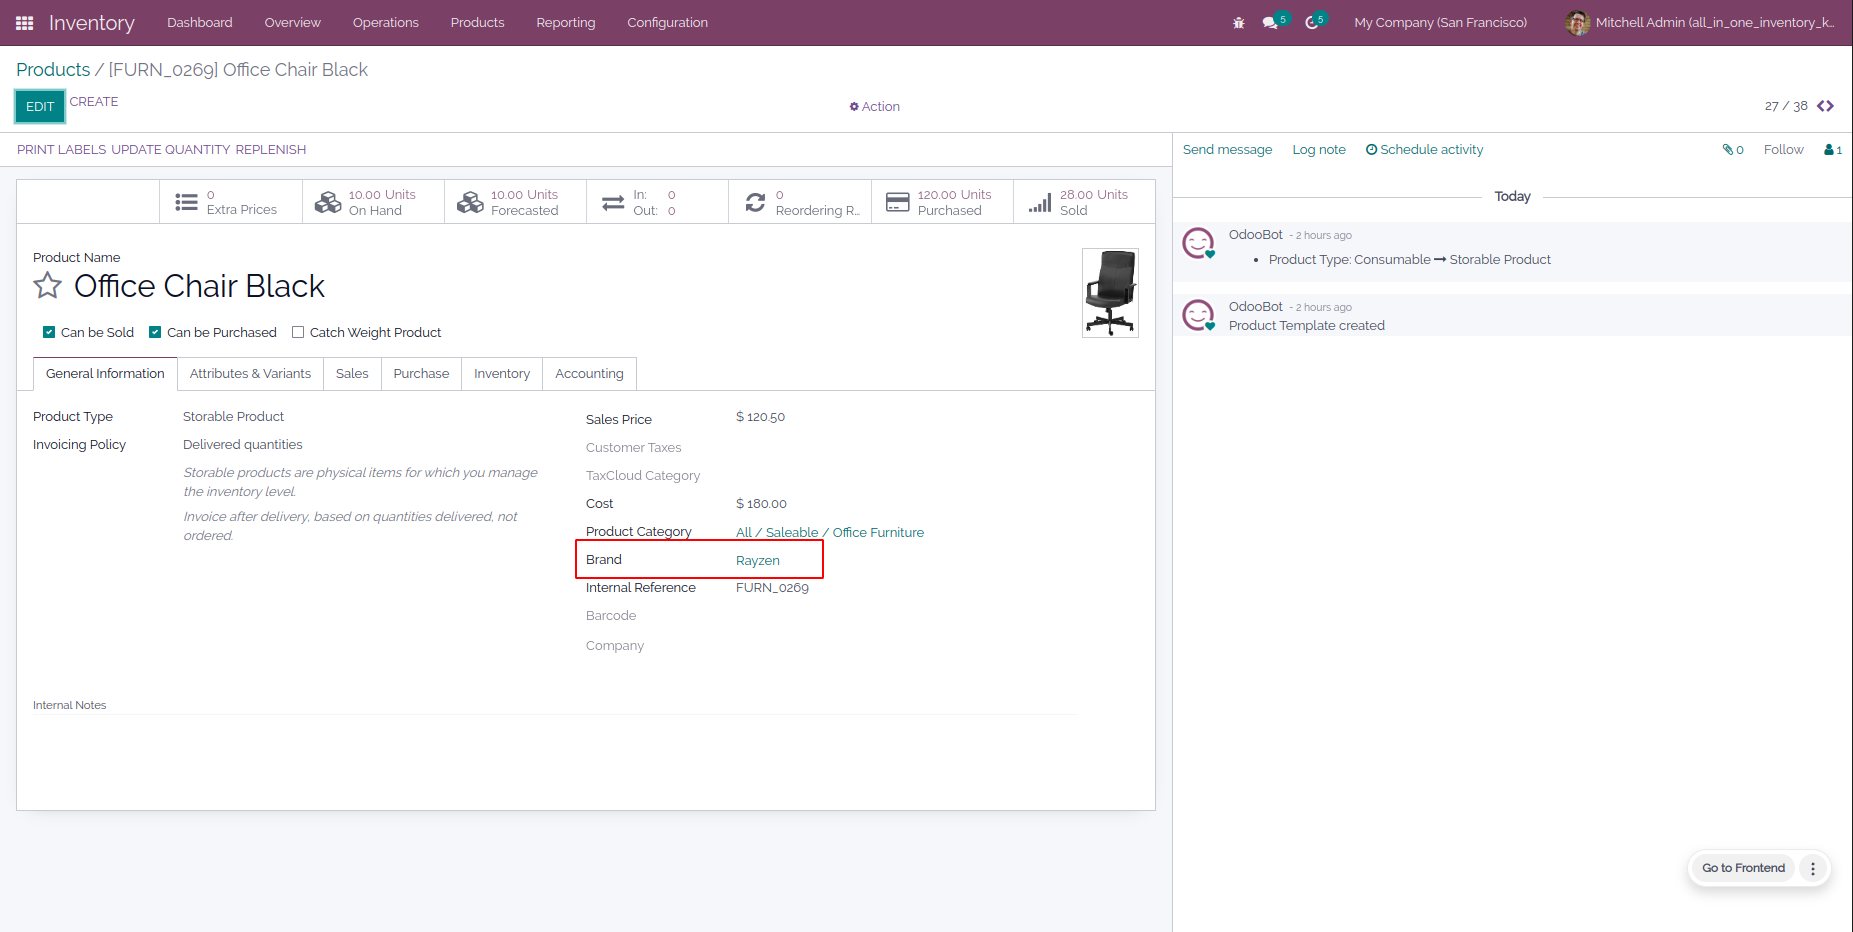 Inventory Dashboard Overview Operations Products Reporting Configuration 5 5 My Company (San Francisco) Mitchell Admin (all_in_one_inventory_k...
Products / [FURN_0269] Office Chair Black
EDIT CREATE Action 27 / 38
PRINT LABELS UPDATE QUANTITY REPLENISH
0 Extra Prices
10.00 Units On Hand
10.00 Units Forecasted
In: 0
Out: 0
0 Reordering R...
120.00 Units Purchased
28.00 Units Sold
Product Name
Office Chair Black
Can be Sold Can be Purchased Catch Weight Product
General Information Attributes & Variants Sales Purchase Inventory Accounting
Product Type Storable Product
Invoicing Policy Delivered quantities
Storable products are physical items for which you manage
the inventory level.
Invoice after delivery, based on quantities delivered, not
ordered.
Sales Price $ 120.50
Customer Taxes
TaxCloud Category
Cost $ 180.00
Product Category All / Saleable / Office Furniture
Brand Rayzen
Internal Reference FURN_0269
Barcode
Company
Internal Notes
Send message Log note Schedule activity 0 Follow 1
Today
OdooBot - 2 hours ago
• Product Type: Consumable → Storable Product
OdooBot - 2 hours ago
Product Template created
Go to Frontend